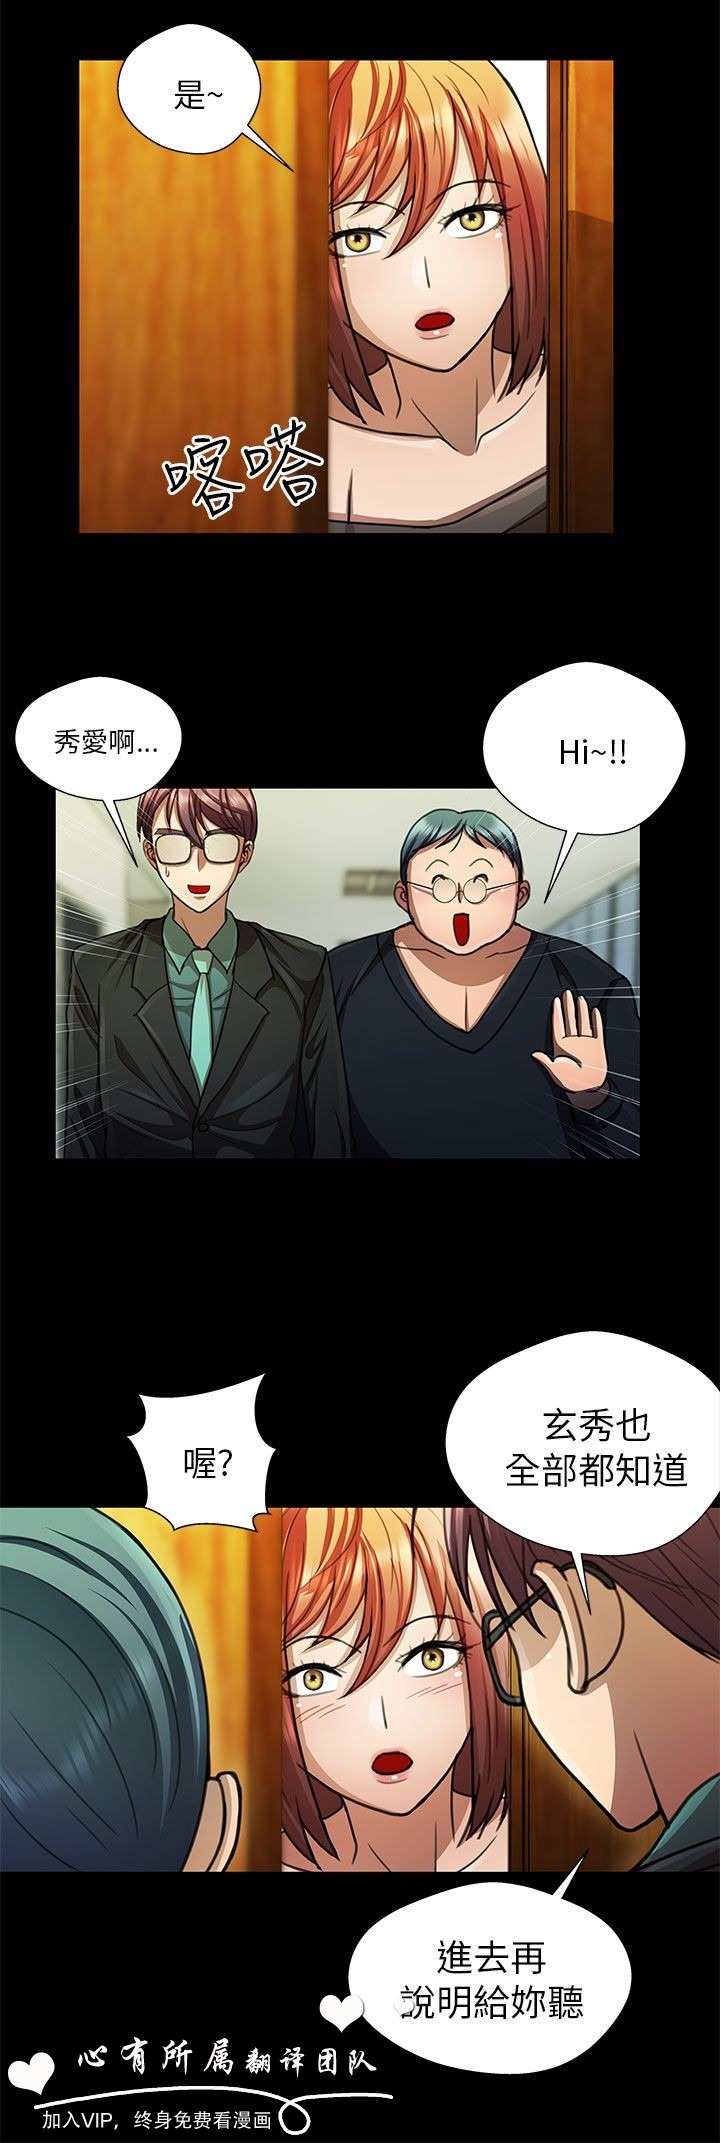 是~
喀嗒
秀愛啊...
Hi~!!
喔?
玄秀也
全部都知道
進去再
說明給妳聽
心有所属翻译团队
加入VIP，终身免费看漫画